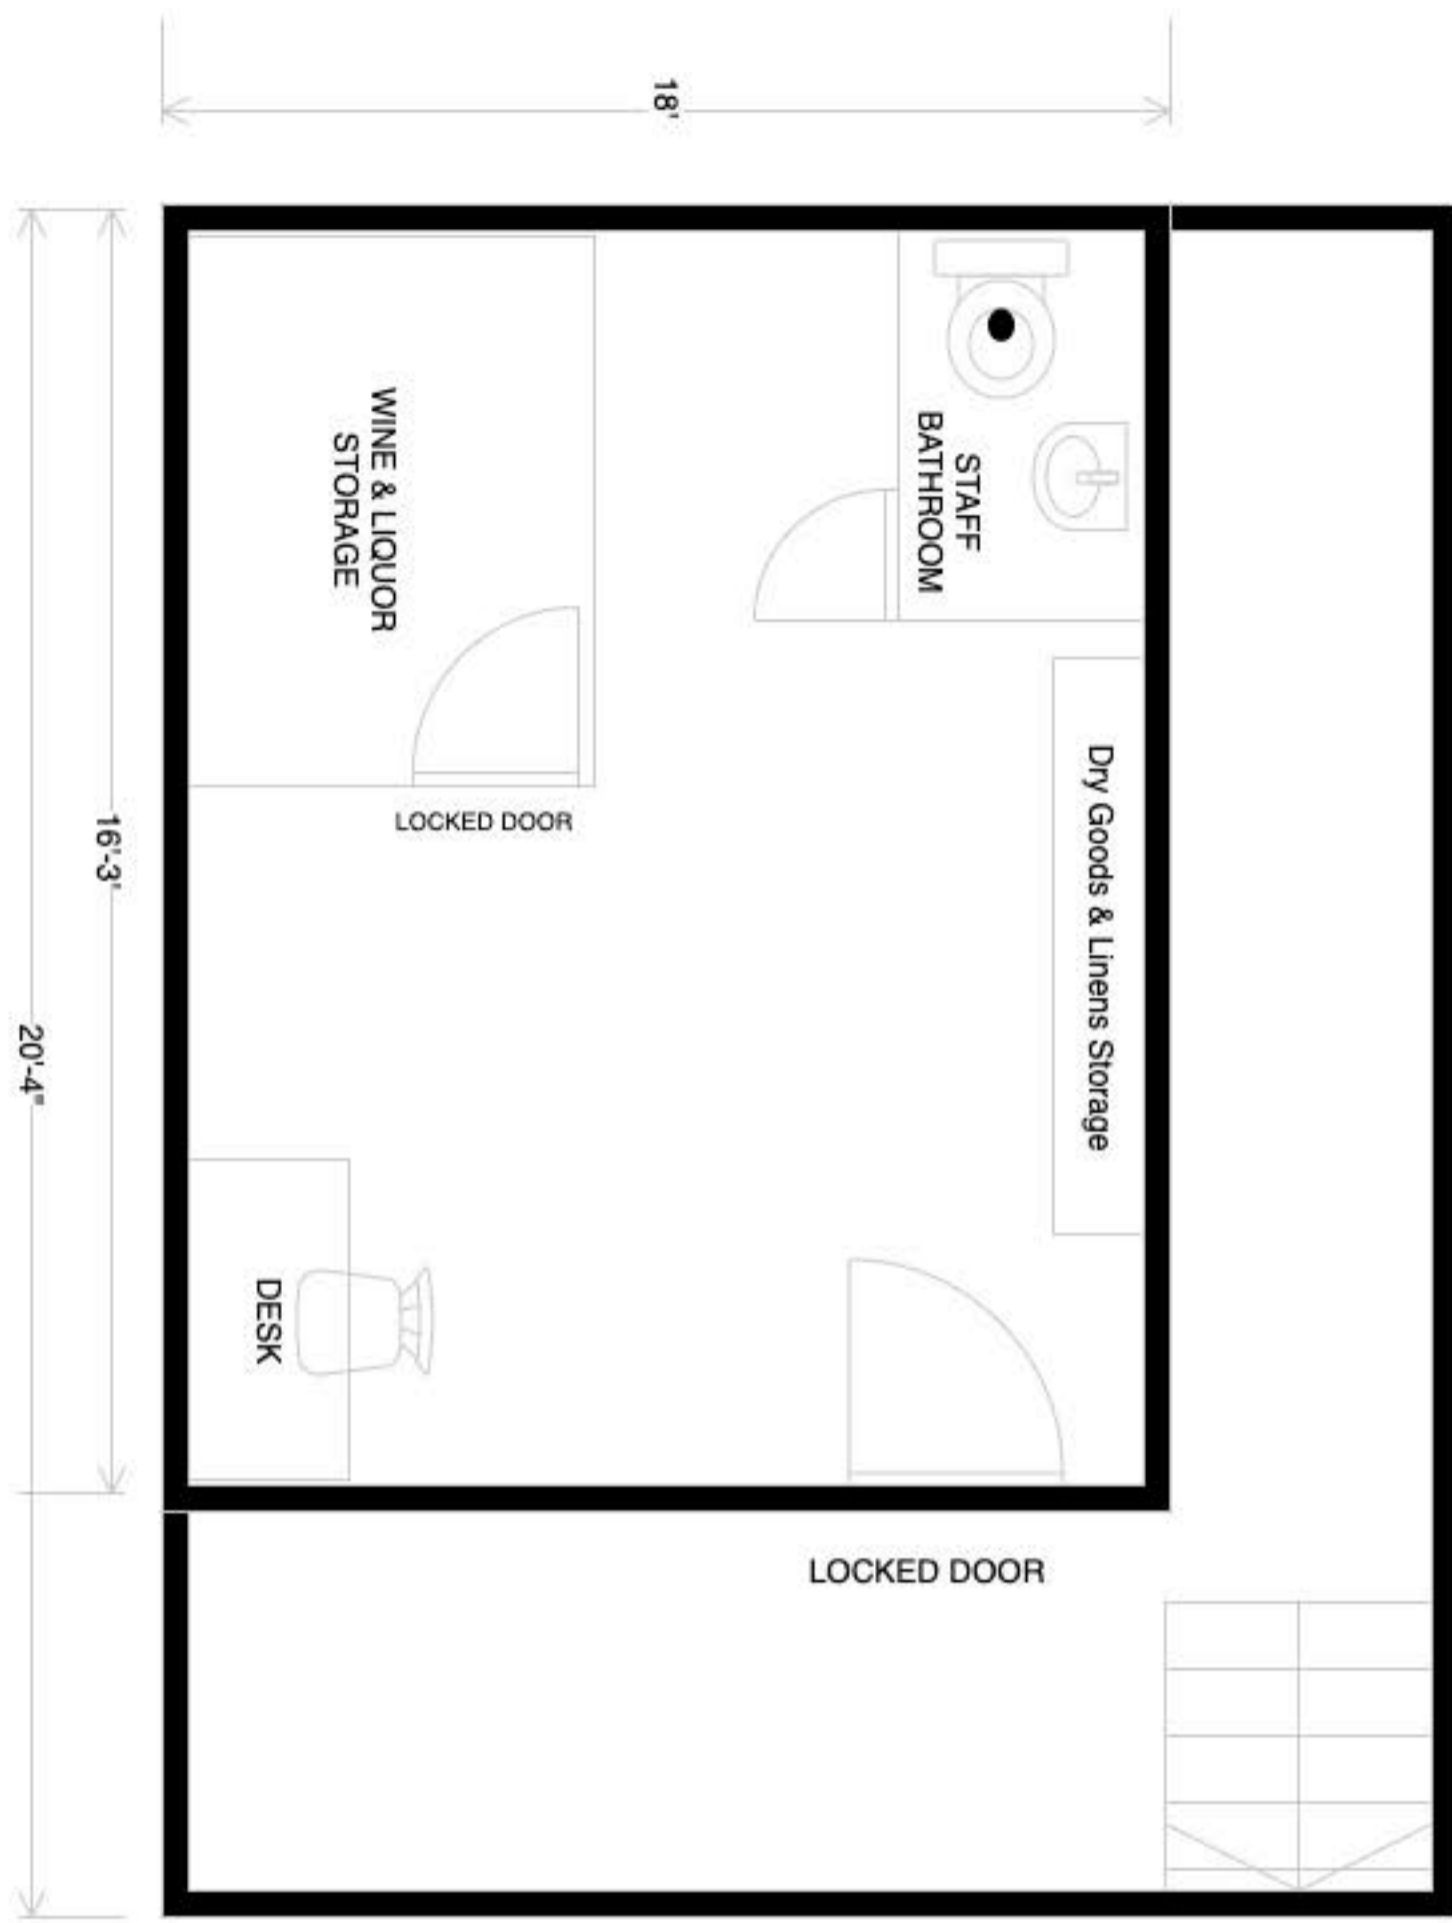 18'
STAFF
BATHROOM
WINE & LIQUOR
STORAGE
Dry Goods & Linens Storage
LOCKED DOOR
16'-3'
20'-4"
DESK
LOCKED DOOR